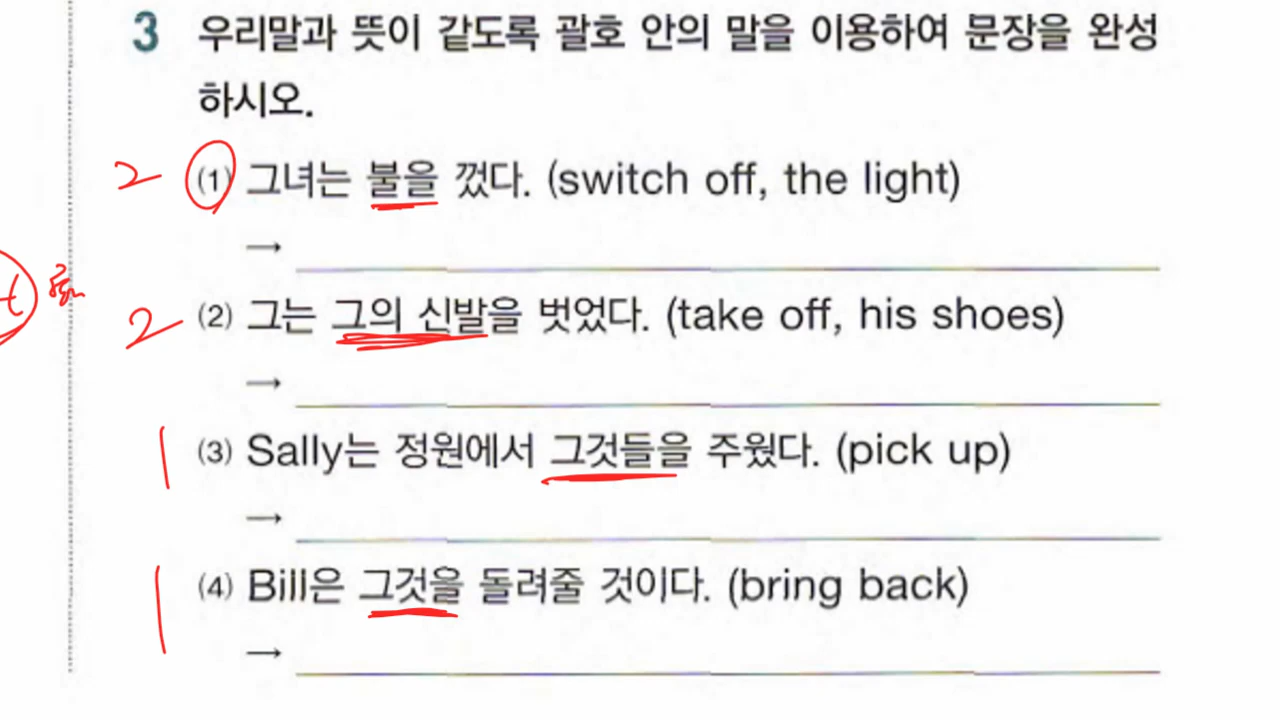 3 우리말과 뜻이 같도록 괄호 안의 말을 이용하여 문장을 완성
하시오.
2 (1) 그녀는 불을 껐다. (switch off, the light)
→
2 (2) 그는 그의 신발을 벗었다. (take off, his shoes)
→
1 (3) Sally는 정원에서 그것들을 주웠다. (pick up)
→
1 (4) Bill은 그것을 돌려줄 것이다. (bring back)
→